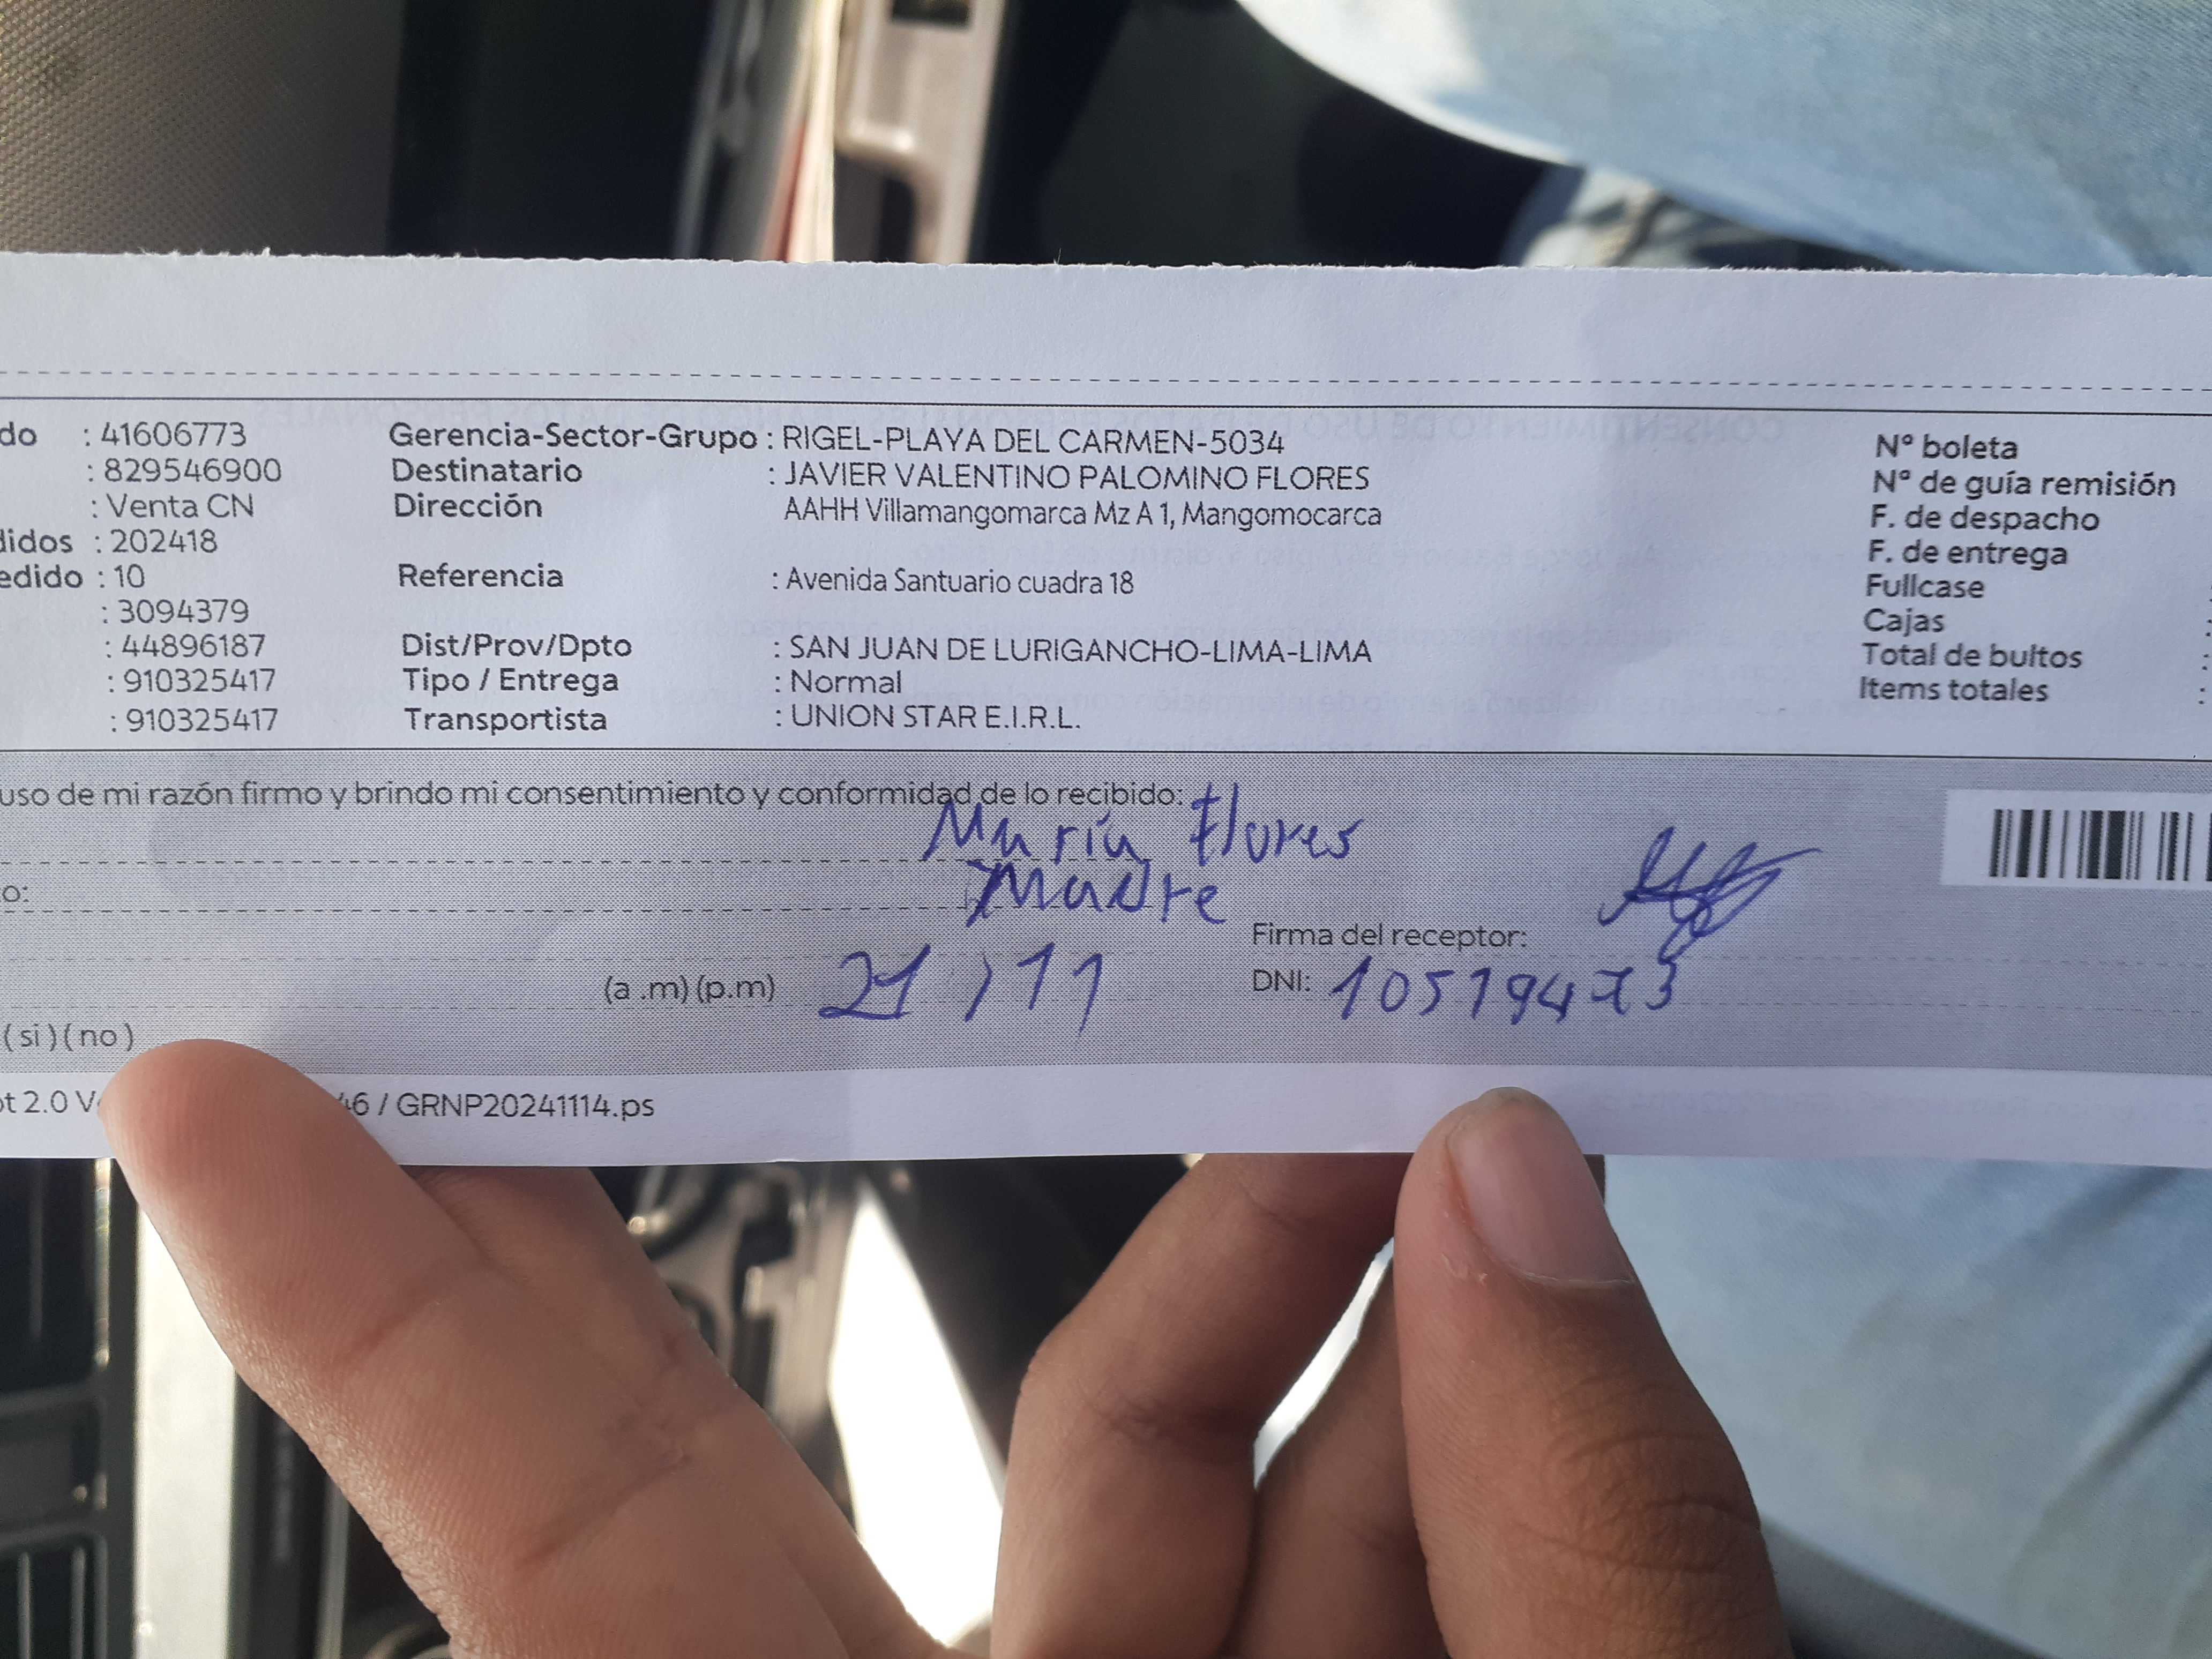 do : 41606773 Gerencia-Sector-Grupo : RIGEL-PLAYA DEL CARMEN-5034 N° boleta
: 829546900 Destinatario : JAVIER VALENTINO PALOMINO FLORES N° de guía remisión
: Venta CN Dirección AAHH Villamangomarca Mz A 1, Mangomocarca F. de despacho
didos : 202418 F. de entrega
edido : 10 Referencia : Avenida Santuario cuadra 18 Fullcase :
: 3094379 Cajas :
: 44896187 Dist/Prov/Dpto : SAN JUAN DE LURIGANCHO-LIMA-LIMA Total de bultos :
: 910325417 Tipo / Entrega : Normal Items totales :
: 910325417 Transportista : UNION STAR E.I.R.L.
uso de mi razón firmo y brindo mi consentimiento y conformidad de lo recibido:
María Flores
o: Madre
Firma del receptor:
(a .m) (p.m) 21 / 11 DNI: 10519473
( si ) ( no )
ot 2.0 V 46 / GRNP20241114.ps